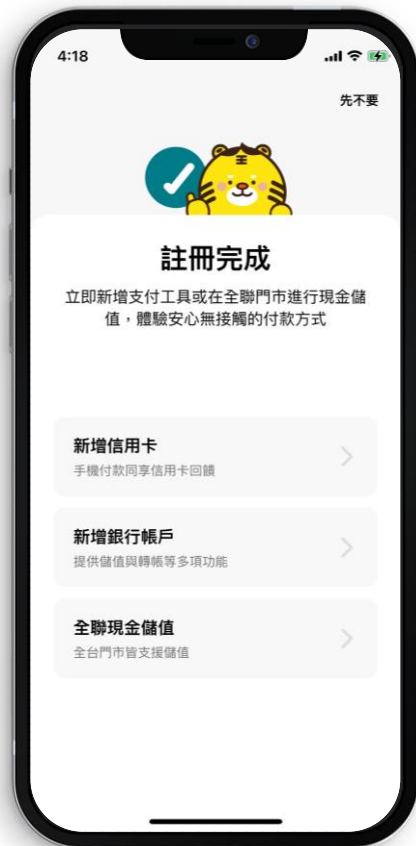 4:18
先不要
註冊完成
立即新增支付工具或在全聯門市進行現金儲
值，體驗安心無接觸的付款方式
新增信用卡
手機付款同享信用卡回饋
新增銀行帳戶
提供儲值與轉帳等多項功能
全聯現金儲值
全台門市皆支援儲值